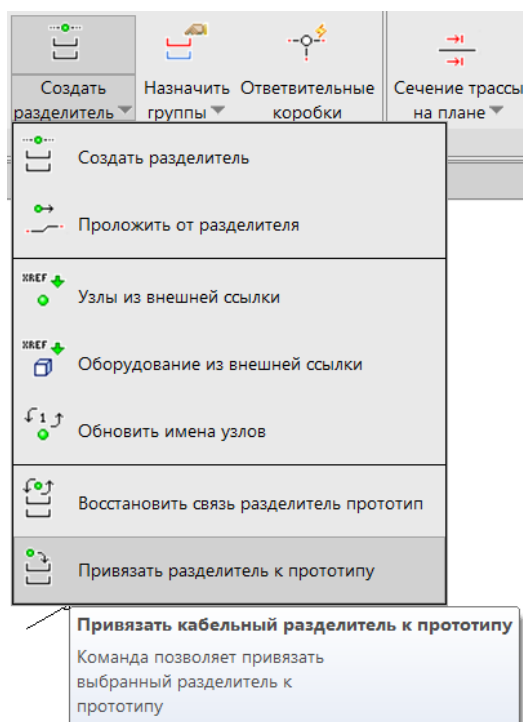 Создать
разделитель
Назначить
группы
Ответвительные
коробки
Сечение трассы
на плане
Создать разделитель
Проложить от разделителя
XREF
Узлы из внешней ссылки
XREF
Оборудование из внешней ссылки
1
Обновить имена узлов
Восстановить связь разделитель прототип
Привязать разделитель к прототипу
Привязать кабельный разделитель к прототипу
Команда позволяет привязать
выбранный разделитель к
прототипу